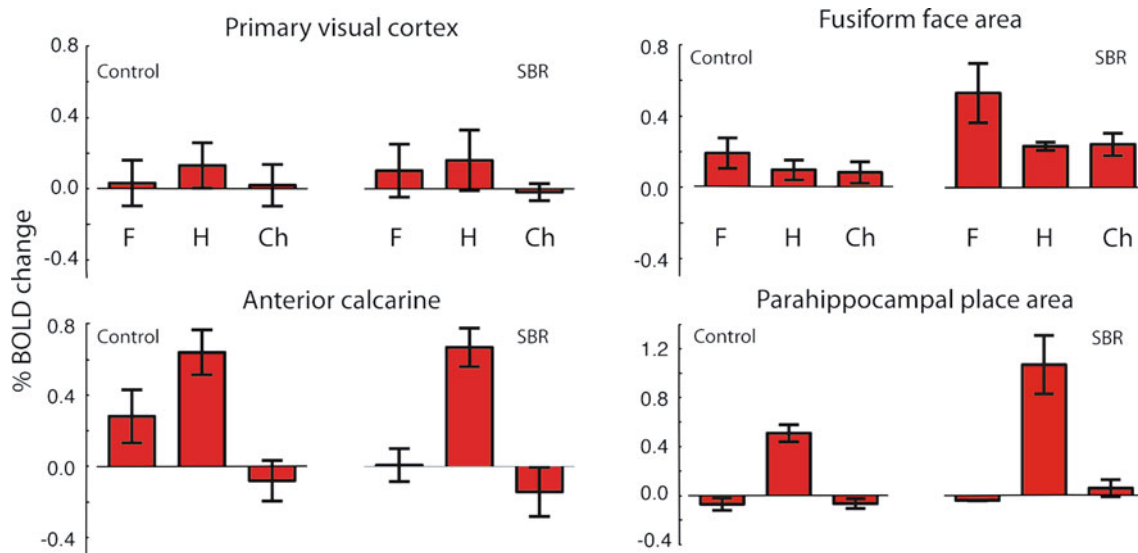 Primary visual cortex
Control
SBR
0.8
0.4
0.0
-0.4
F H Ch F H Ch
Fusiform face area
Control
SBR
0.8
0.4
0.0
-0.4
F H Ch F H Ch
% BOLD change
Anterior calcarine
Control
SBR
0.8
0.4
0.0
-0.4
Parahippocampal place area
Control
SBR
1.2
0.8
0.4
0.0
-0.4